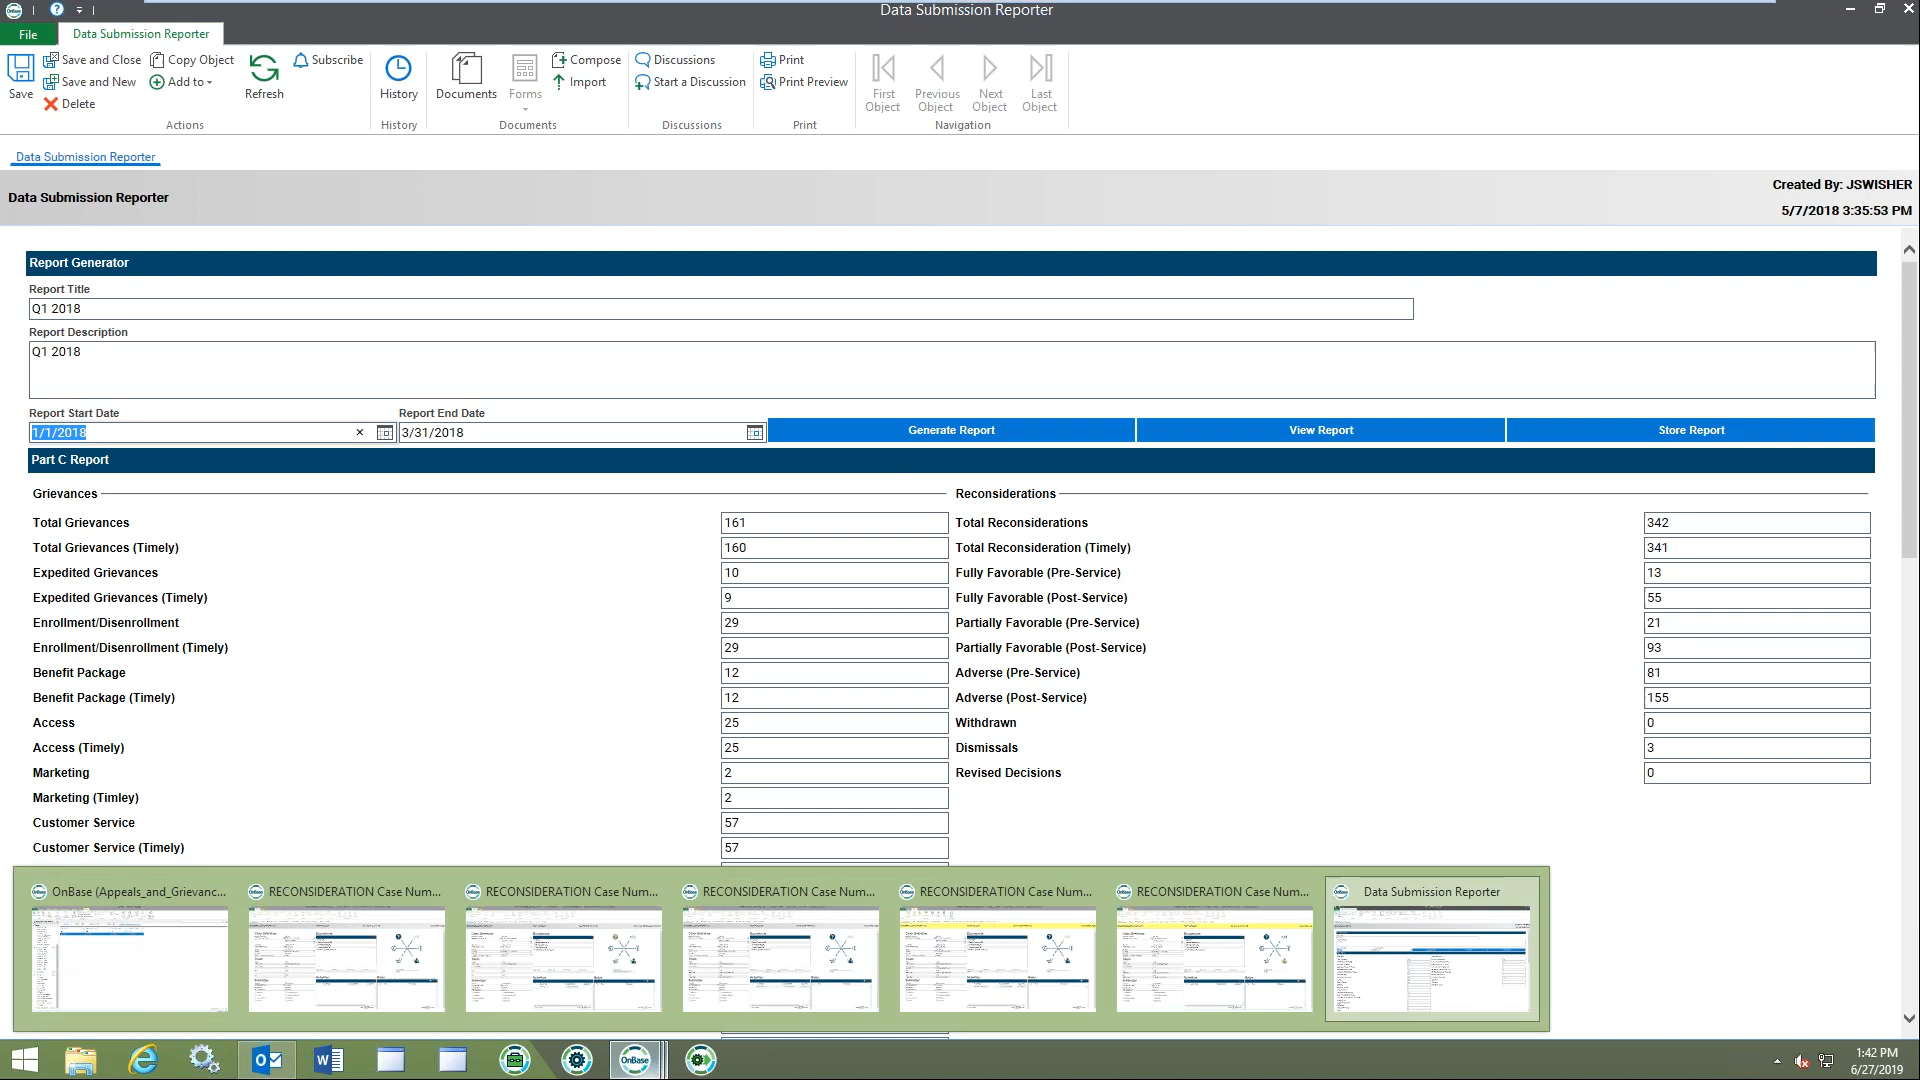 Data Submission Reporter
File
Data Submission Reporter
Save
Save and Close
Save and New
Delete
Copy Object
Add to
Refresh
Subscribe
Actions
History
History
Documents
Forms
Compose
Import
Documents
Discussions
Start a Discussion
Discussions
Print
Print Preview
Print
First Object
Previous Object
Next Object
Last Object
Navigation
Data Submission Reporter
Data Submission Reporter
Created By: JSWISHER
5/7/2018 3:35:53 PM
Report Generator
Report Title
Q1 2018
Report Description
Q1 2018
Report Start Date
Report End Date
1/1/2018
3/31/2018
Generate Report
View Report
Store Report
Part C Report
Grievances
Reconsiderations
Total Grievances 161
Total Reconsiderations 342
Total Grievances (Timely) 160
Total Reconsideration (Timely) 341
Expedited Grievances 10
Fully Favorable (Pre-Service) 13
Expedited Grievances (Timely) 9
Fully Favorable (Post-Service) 55
Enrollment/Disenrollment 29
Partially Favorable (Pre-Service) 21
Enrollment/Disenrollment (Timely) 29
Partially Favorable (Post-Service) 93
Benefit Package 12
Adverse (Pre-Service) 81
Benefit Package (Timely) 12
Adverse (Post-Service) 155
Access 25
Withdrawn 0
Access (Timely) 25
Dismissals 3
Marketing 2
Revised Decisions 0
Marketing (Timley) 2
Customer Service 57
Customer Service (Timely) 57
OnBase (Appeals_and_Grievanc...
RECONSIDERATION Case Num...
RECONSIDERATION Case Num...
RECONSIDERATION Case Num...
RECONSIDERATION Case Num...
RECONSIDERATION Case Num...
Data Submission Reporter
OnBase
1:42 PM
6/27/2019